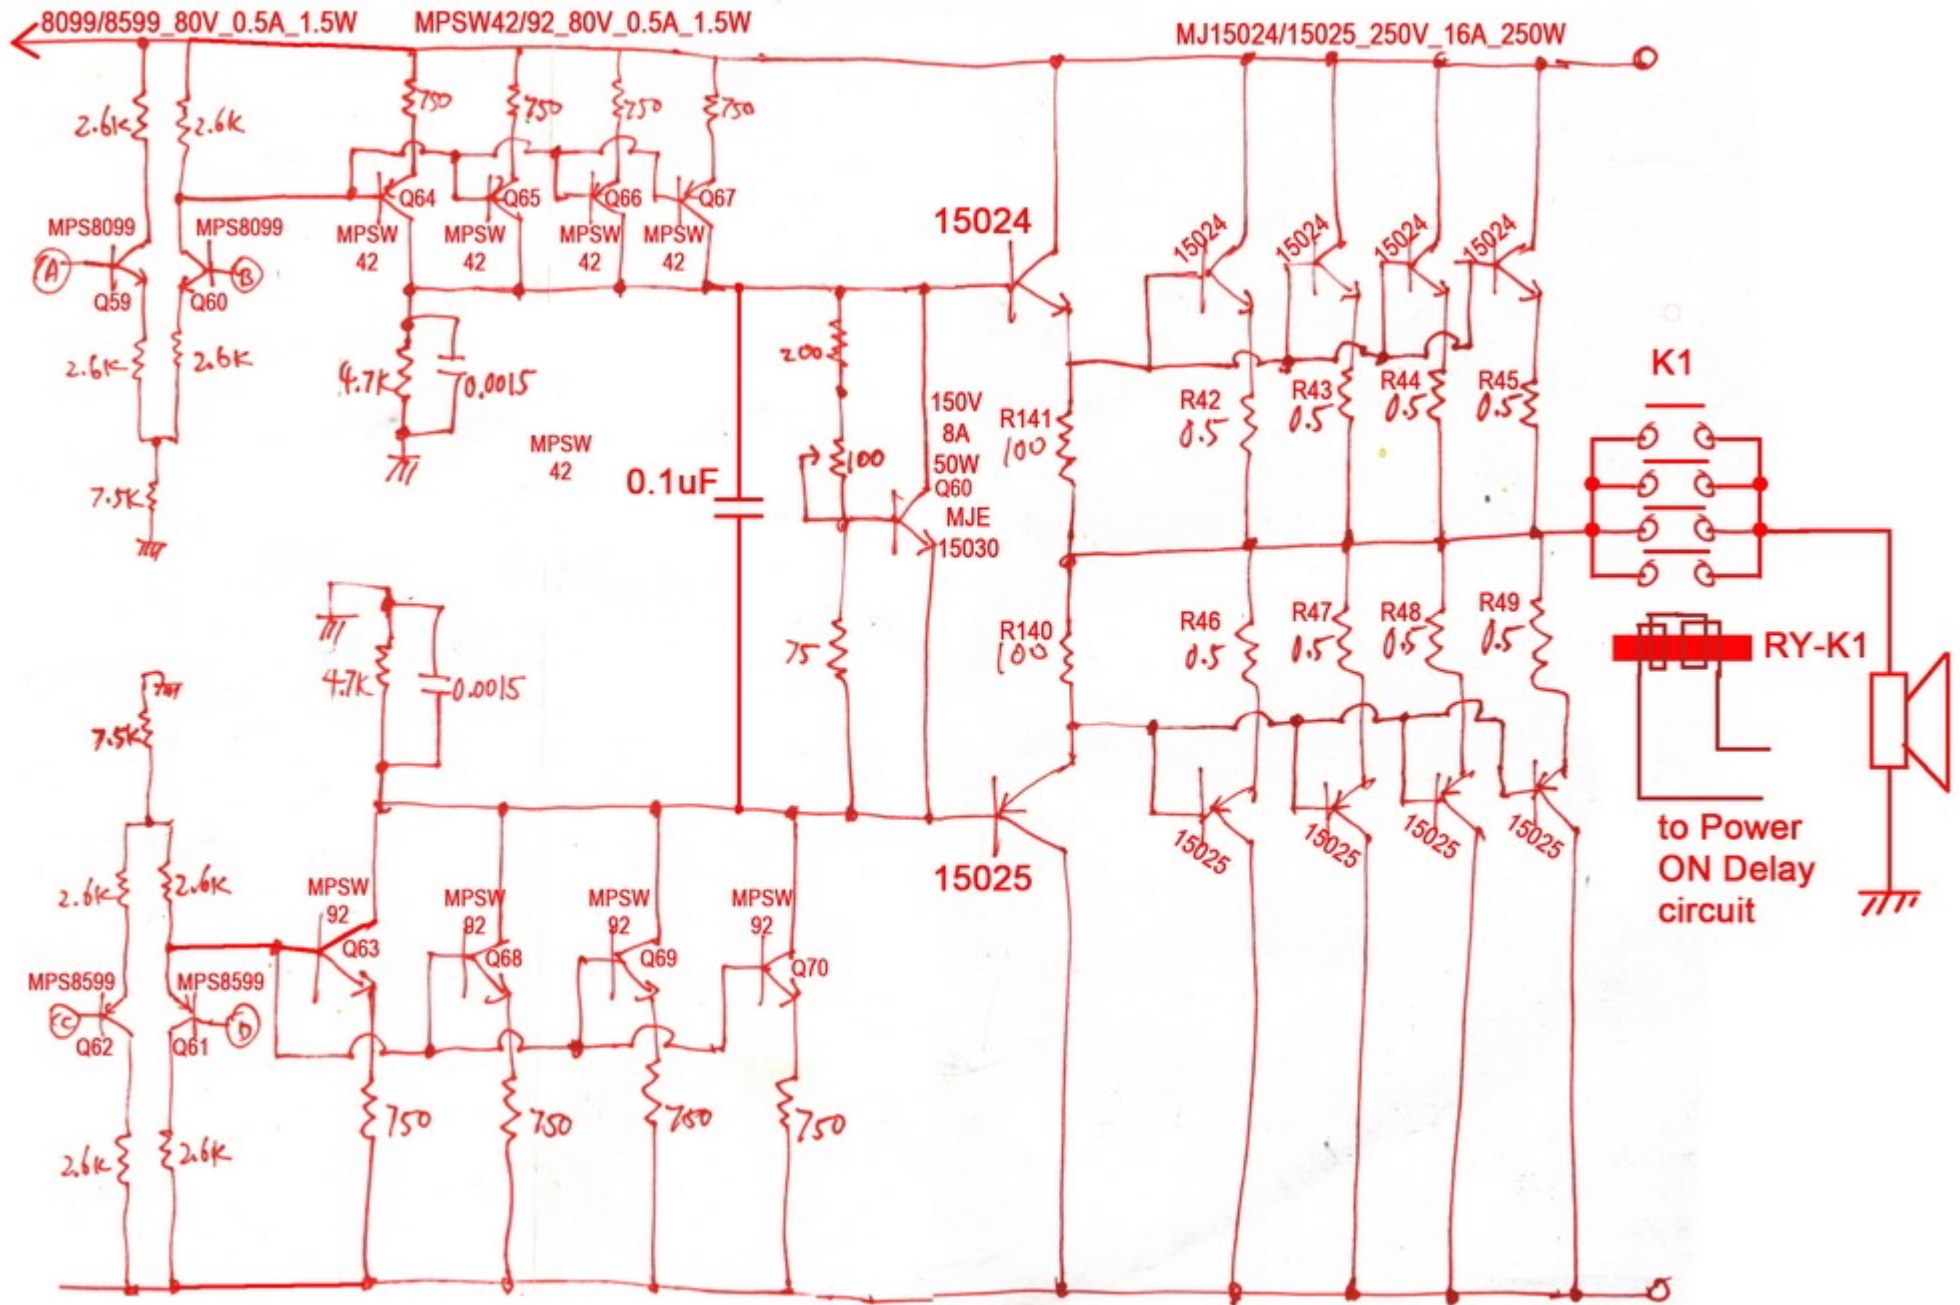 8099/8599_80V_0.5A_1.5W
MPSW42/92_80V_0.5A_1.5W
MJ15024/15025_250V_16A_250W
2.6K
2.6K
750
750
750
750
Q64
Q65
Q66
Q67
MPS8099
MPS8099
MPSW
42
MPSW
42
MPSW
42
MPSW
42
A
B
Q59
Q60
15024
15024
15024
15024
15024
2.6K
2.6K
4.7K
0.0015
200
7.5K
MPSW
42
0.1uF
100
150V
8A
50W
Q60
MJE
15030
R141
100
R42
0.5
R43
0.5
R44
0.5
R45
0.5
K1
4.7K
0.0015
75
R140
100
R46
0.5
R47
0.5
R48
0.5
R49
0.5
RY-K1
7.5K
to Power
ON Delay
circuit
15025
15025
15025
15025
15025
2.6K
2.6K
MPSW
92
Q63
MPSW
92
Q68
MPSW
92
Q69
MPSW
92
Q70
MPS8599
MPS8599
C
D
Q62
Q61
2.6K
2.6K
750
750
750
750